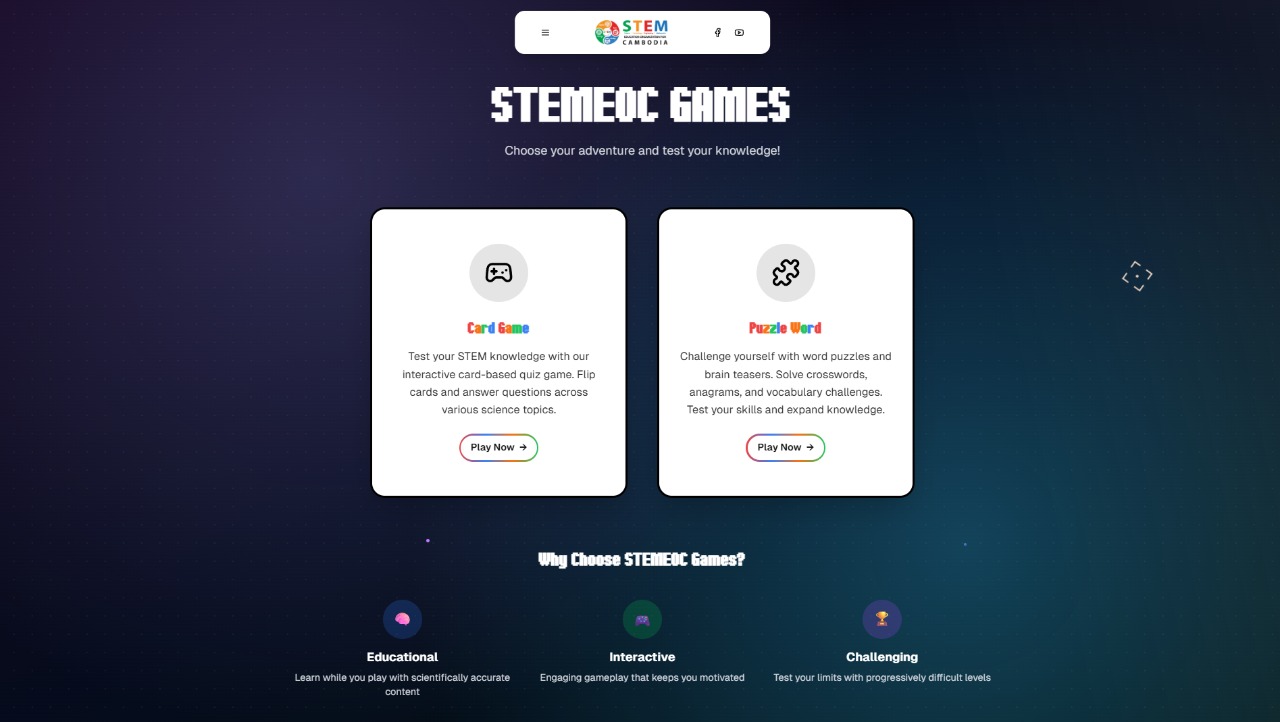 STEM
CAMBODIA
STEMEOC GAMES
Choose your adventure and test your knowledge!
Card Game
Test your STEM knowledge with our
interactive card-based quiz game. Flip
cards and answer questions across
various science topics.
Play Now →
Puzzle Word
Challenge yourself with word puzzles and
brain teasers. Solve crosswords,
anagrams, and vocabulary challenges.
Test your skills and expand knowledge.
Play Now →
Why Choose STEMEOC Games?
Educational
Learn while you play with scientifically accurate
content
Interactive
Engaging gameplay that keeps you motivated
Challenging
Test your limits with progressively difficult levels